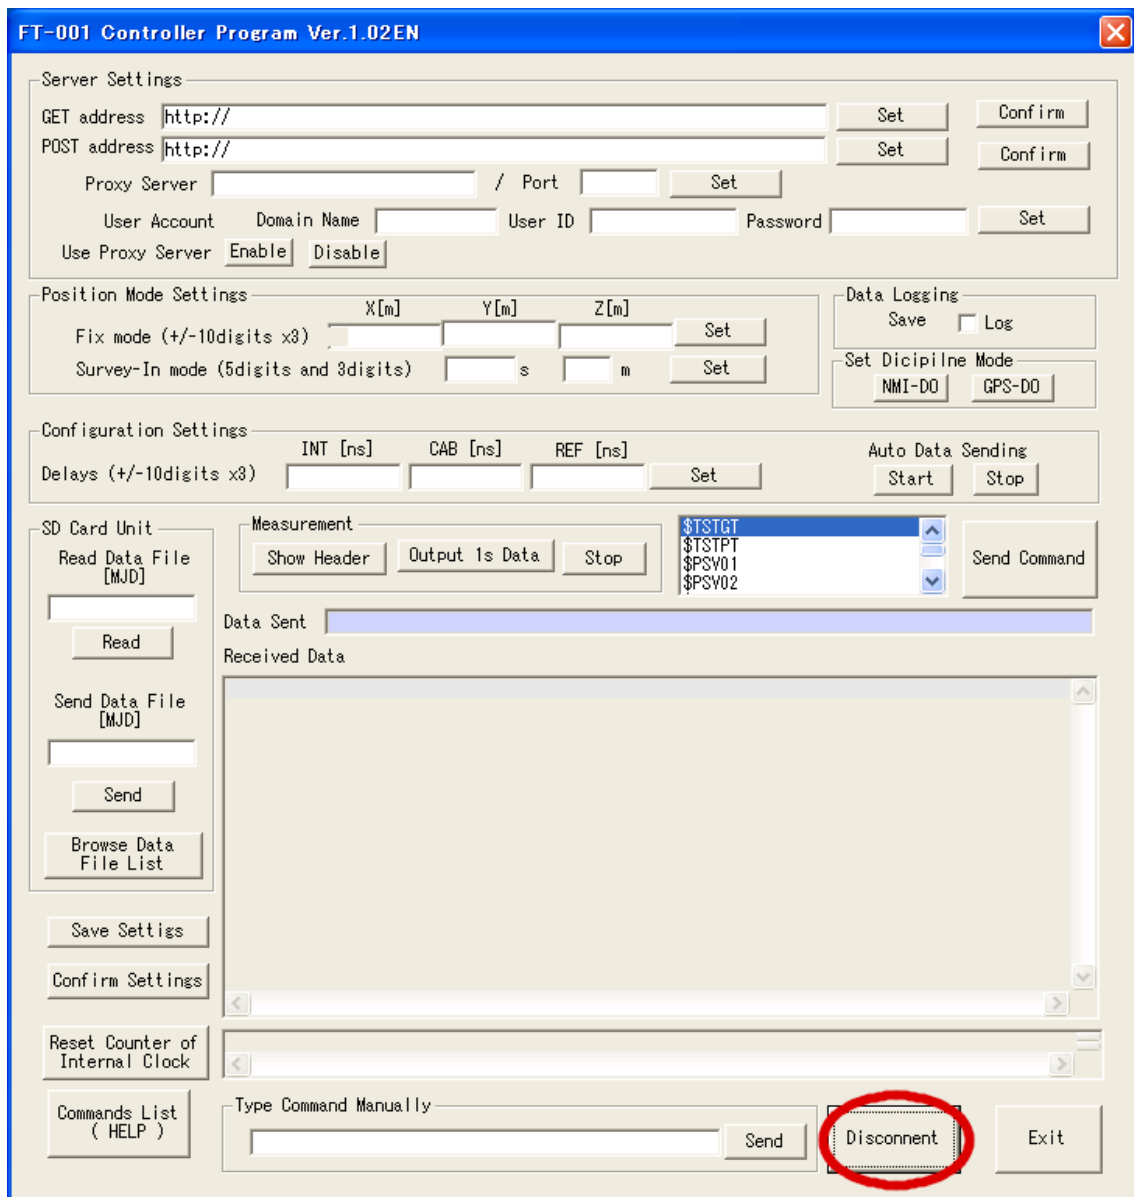 FT-001 Controller Program Ver.1.02EN
Server Settings
GET address http:// Set Confirm
POST address http:// Set Confirm
Proxy Server / Port Set
User Account Domain Name User ID Password Set
Use Proxy Server Enable Disable
Position Mode Settings
X[m] Y[m] Z[m]
Fix mode (+/-10digits x3) Set
Survey-In mode (5digits and 3digits) s m Set
Data Logging
Save Log
Set Dicipilne Mode
NMI-DO GPS-DO
Configuration Settings
INT [ns] CAB [ns] REF [ns]
Delays (+/-10digits x3) Set
Auto Data Sending
Start Stop
SD Card Unit
Read Data File
[MJD]
Read
Send Data File
[MJD]
Send
Browse Data
File List
Measurement
Show Header Output 1s Data Stop
$TSTGT
$TSTPT
$PSV01
$PSV02
Send Command
Data Sent
Received Data
Save Settigs
Confirm Settings
Reset Counter of
Internal Clock
Commands List
( HELP )
Type Command Manually
Send
Disconnent
Exit